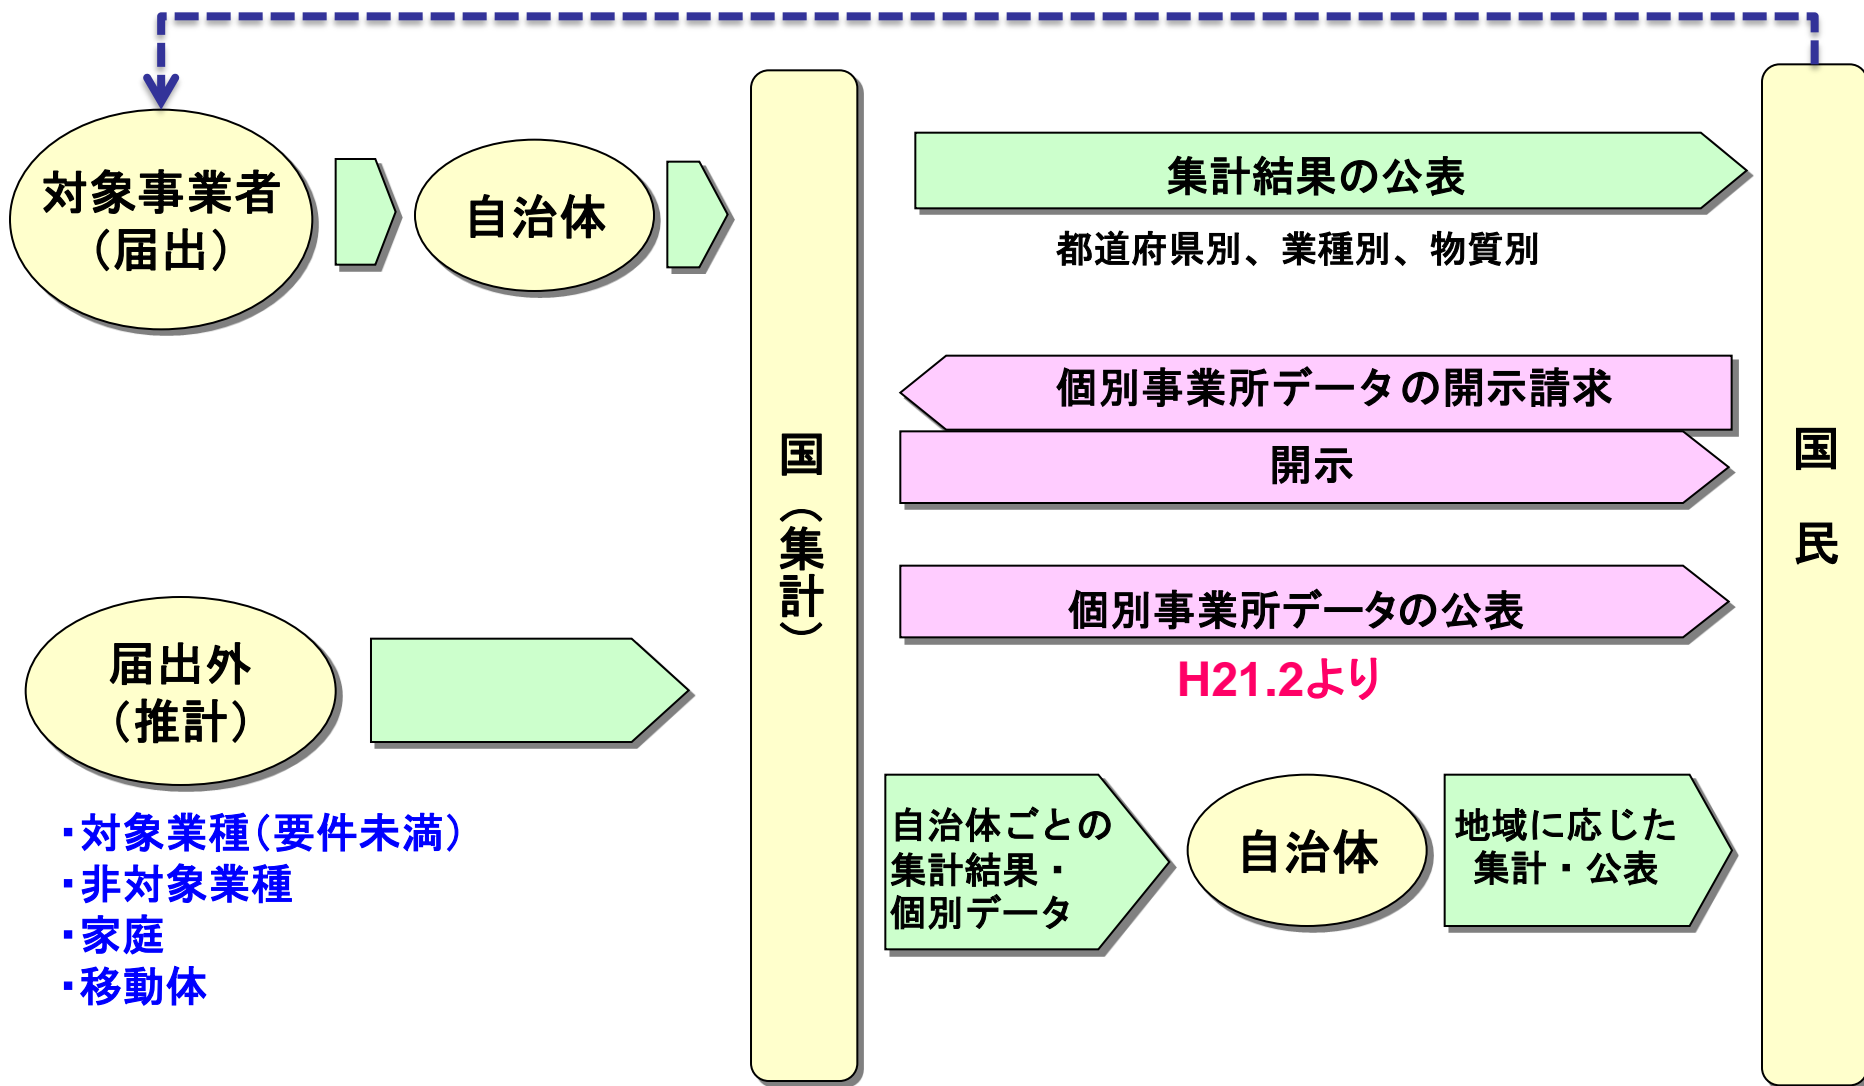 対象事業者
（届出）
自治体
国（集計）
集計結果の公表
都道府県別、業種別、物質別
個別事業所データの開示請求
開示
個別事業所データの公表
H21.2より
国民
届出外
（推計）
・対象業種（要件未満）
・非対象業種
・家庭
・移動体
自治体ごとの
集計結果・
個別データ
自治体
地域に応じた
集計・公表